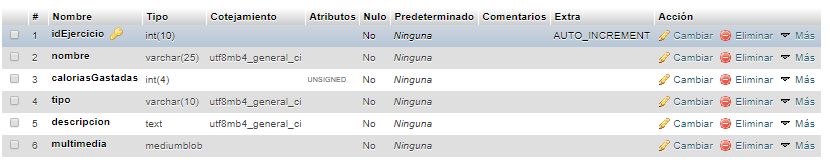 # Nombre Tipo Cotejamiento Atributos Nulo Predeterminado Comentarios Extra Acción
1 idEjercicio int(10) No Ninguna AUTO_INCREMENT Cambiar Eliminar Más
2 nombre varchar(25) utf8mb4_general_ci No Ninguna Cambiar Eliminar Más
3 caloriasGastadas int(4) UNSIGNED No Ninguna Cambiar Eliminar Más
4 tipo varchar(10) utf8mb4_general_ci No Ninguna Cambiar Eliminar Más
5 descripcion text utf8mb4_general_ci No Ninguna Cambiar Eliminar Más
6 multimedia mediumblob No Ninguna Cambiar Eliminar Más